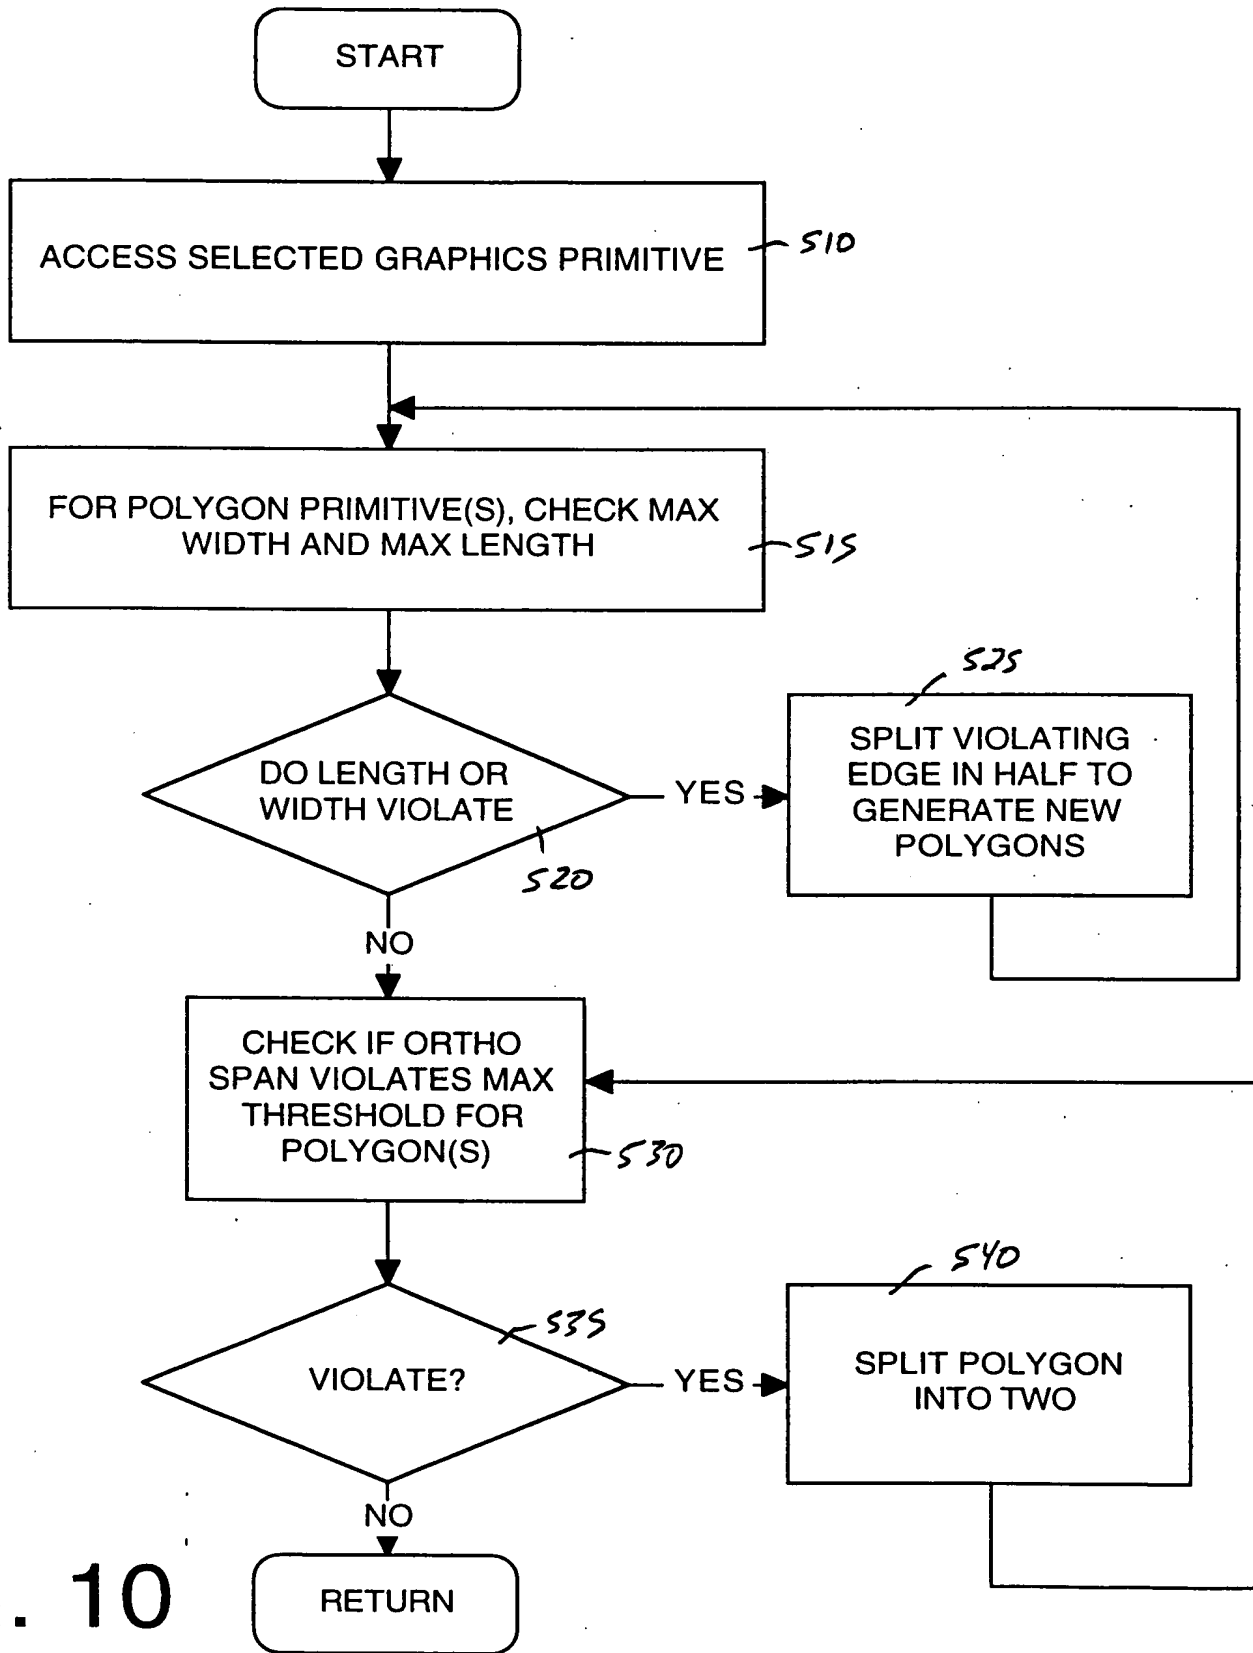 START
ACCESS SELECTED GRAPHICS PRIMITIVE
510
FOR POLYGON PRIMITIVE(S), CHECK MAX
WIDTH AND MAX LENGTH
515
DO LENGTH OR
WIDTH VIOLATE
520
YES
525
SPLIT VIOLATING
EDGE IN HALF TO
GENERATE NEW
POLYGONS
NO
CHECK IF ORTHO
SPAN VIOLATES MAX
THRESHOLD FOR
POLYGON(S)
530
VIOLATE?
535
YES
540
SPLIT POLYGON
INTO TWO
NO
RETURN
. 10